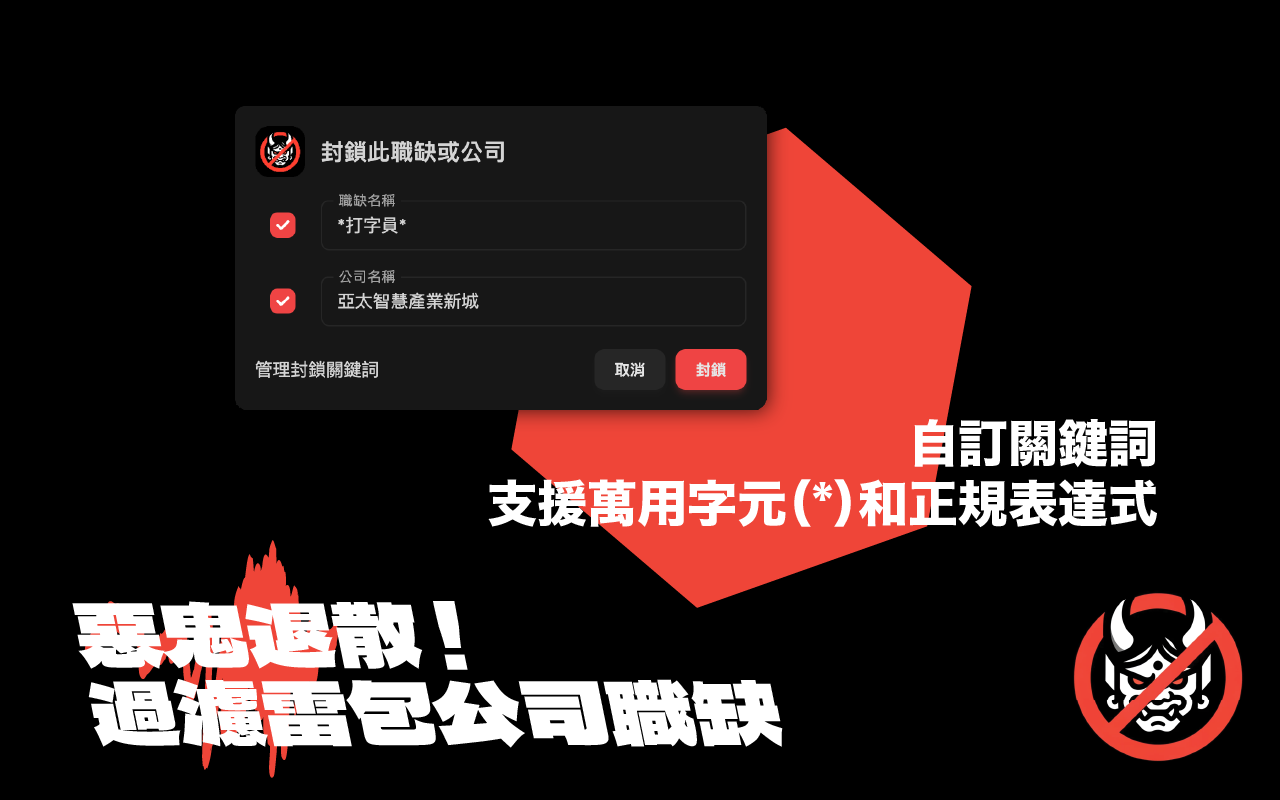 封鎖此職缺或公司
職缺名稱
*打字員*
公司名稱
亞太智慧產業新城
管理封鎖關鍵詞
取消
封鎖
自訂關鍵詞
支援萬用字元(*)和正規表達式
惡鬼退散！
過濾雷包公司職缺